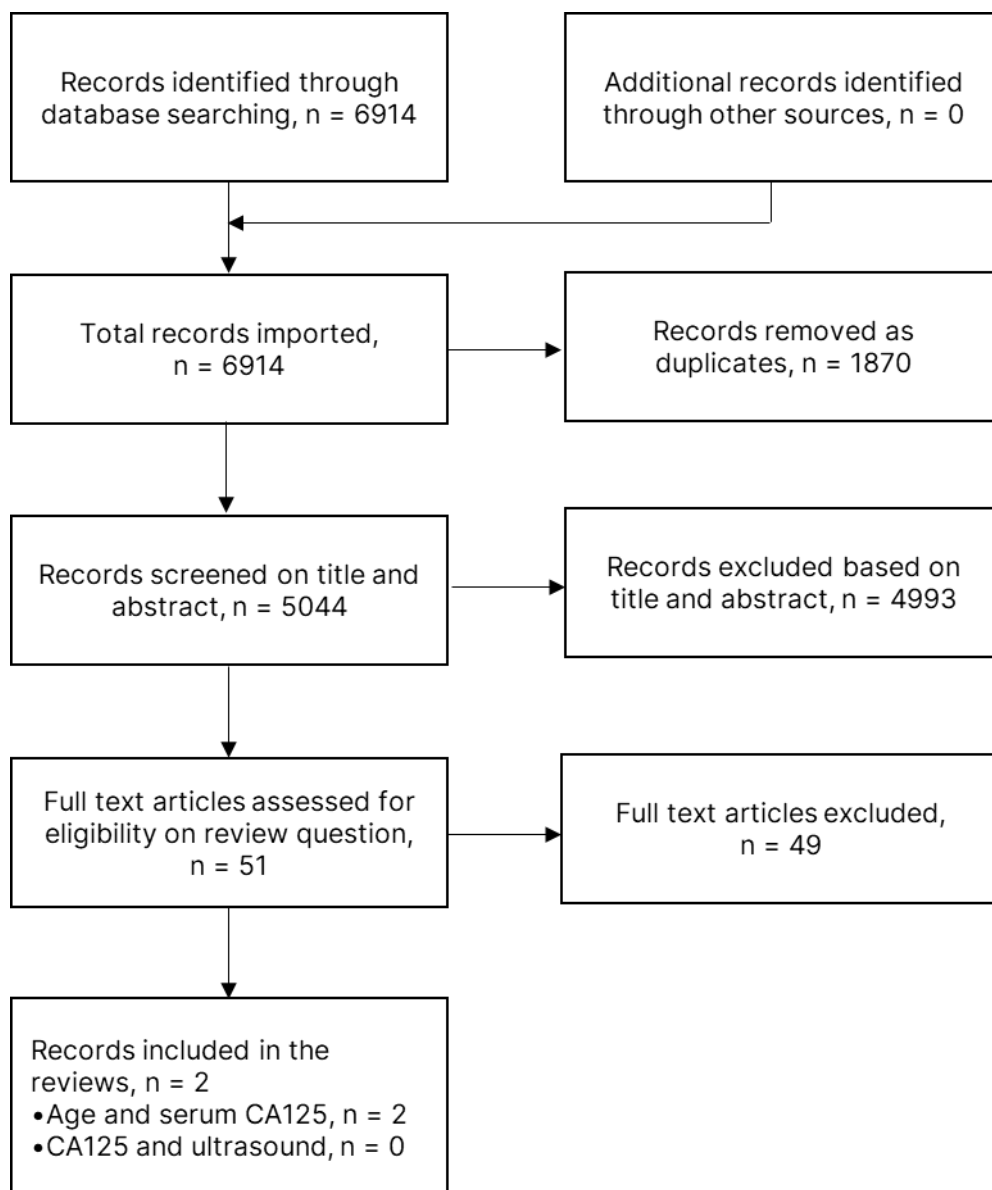 Records identified through
database searching, n = 6914
Additional records identified
through other sources, n = 0
Total records imported,
n = 6914
Records removed as
duplicates, n = 1870
Records screened on title and
abstract, n = 5044
Records excluded based on
title and abstract, n = 4993
Full text articles assessed for
eligibility on review question,
n = 51
Full text articles excluded,
n = 49
Records included in the
reviews, n = 2
•Age and serum CA125, n = 2
•CA125 and ultrasound, n = 0